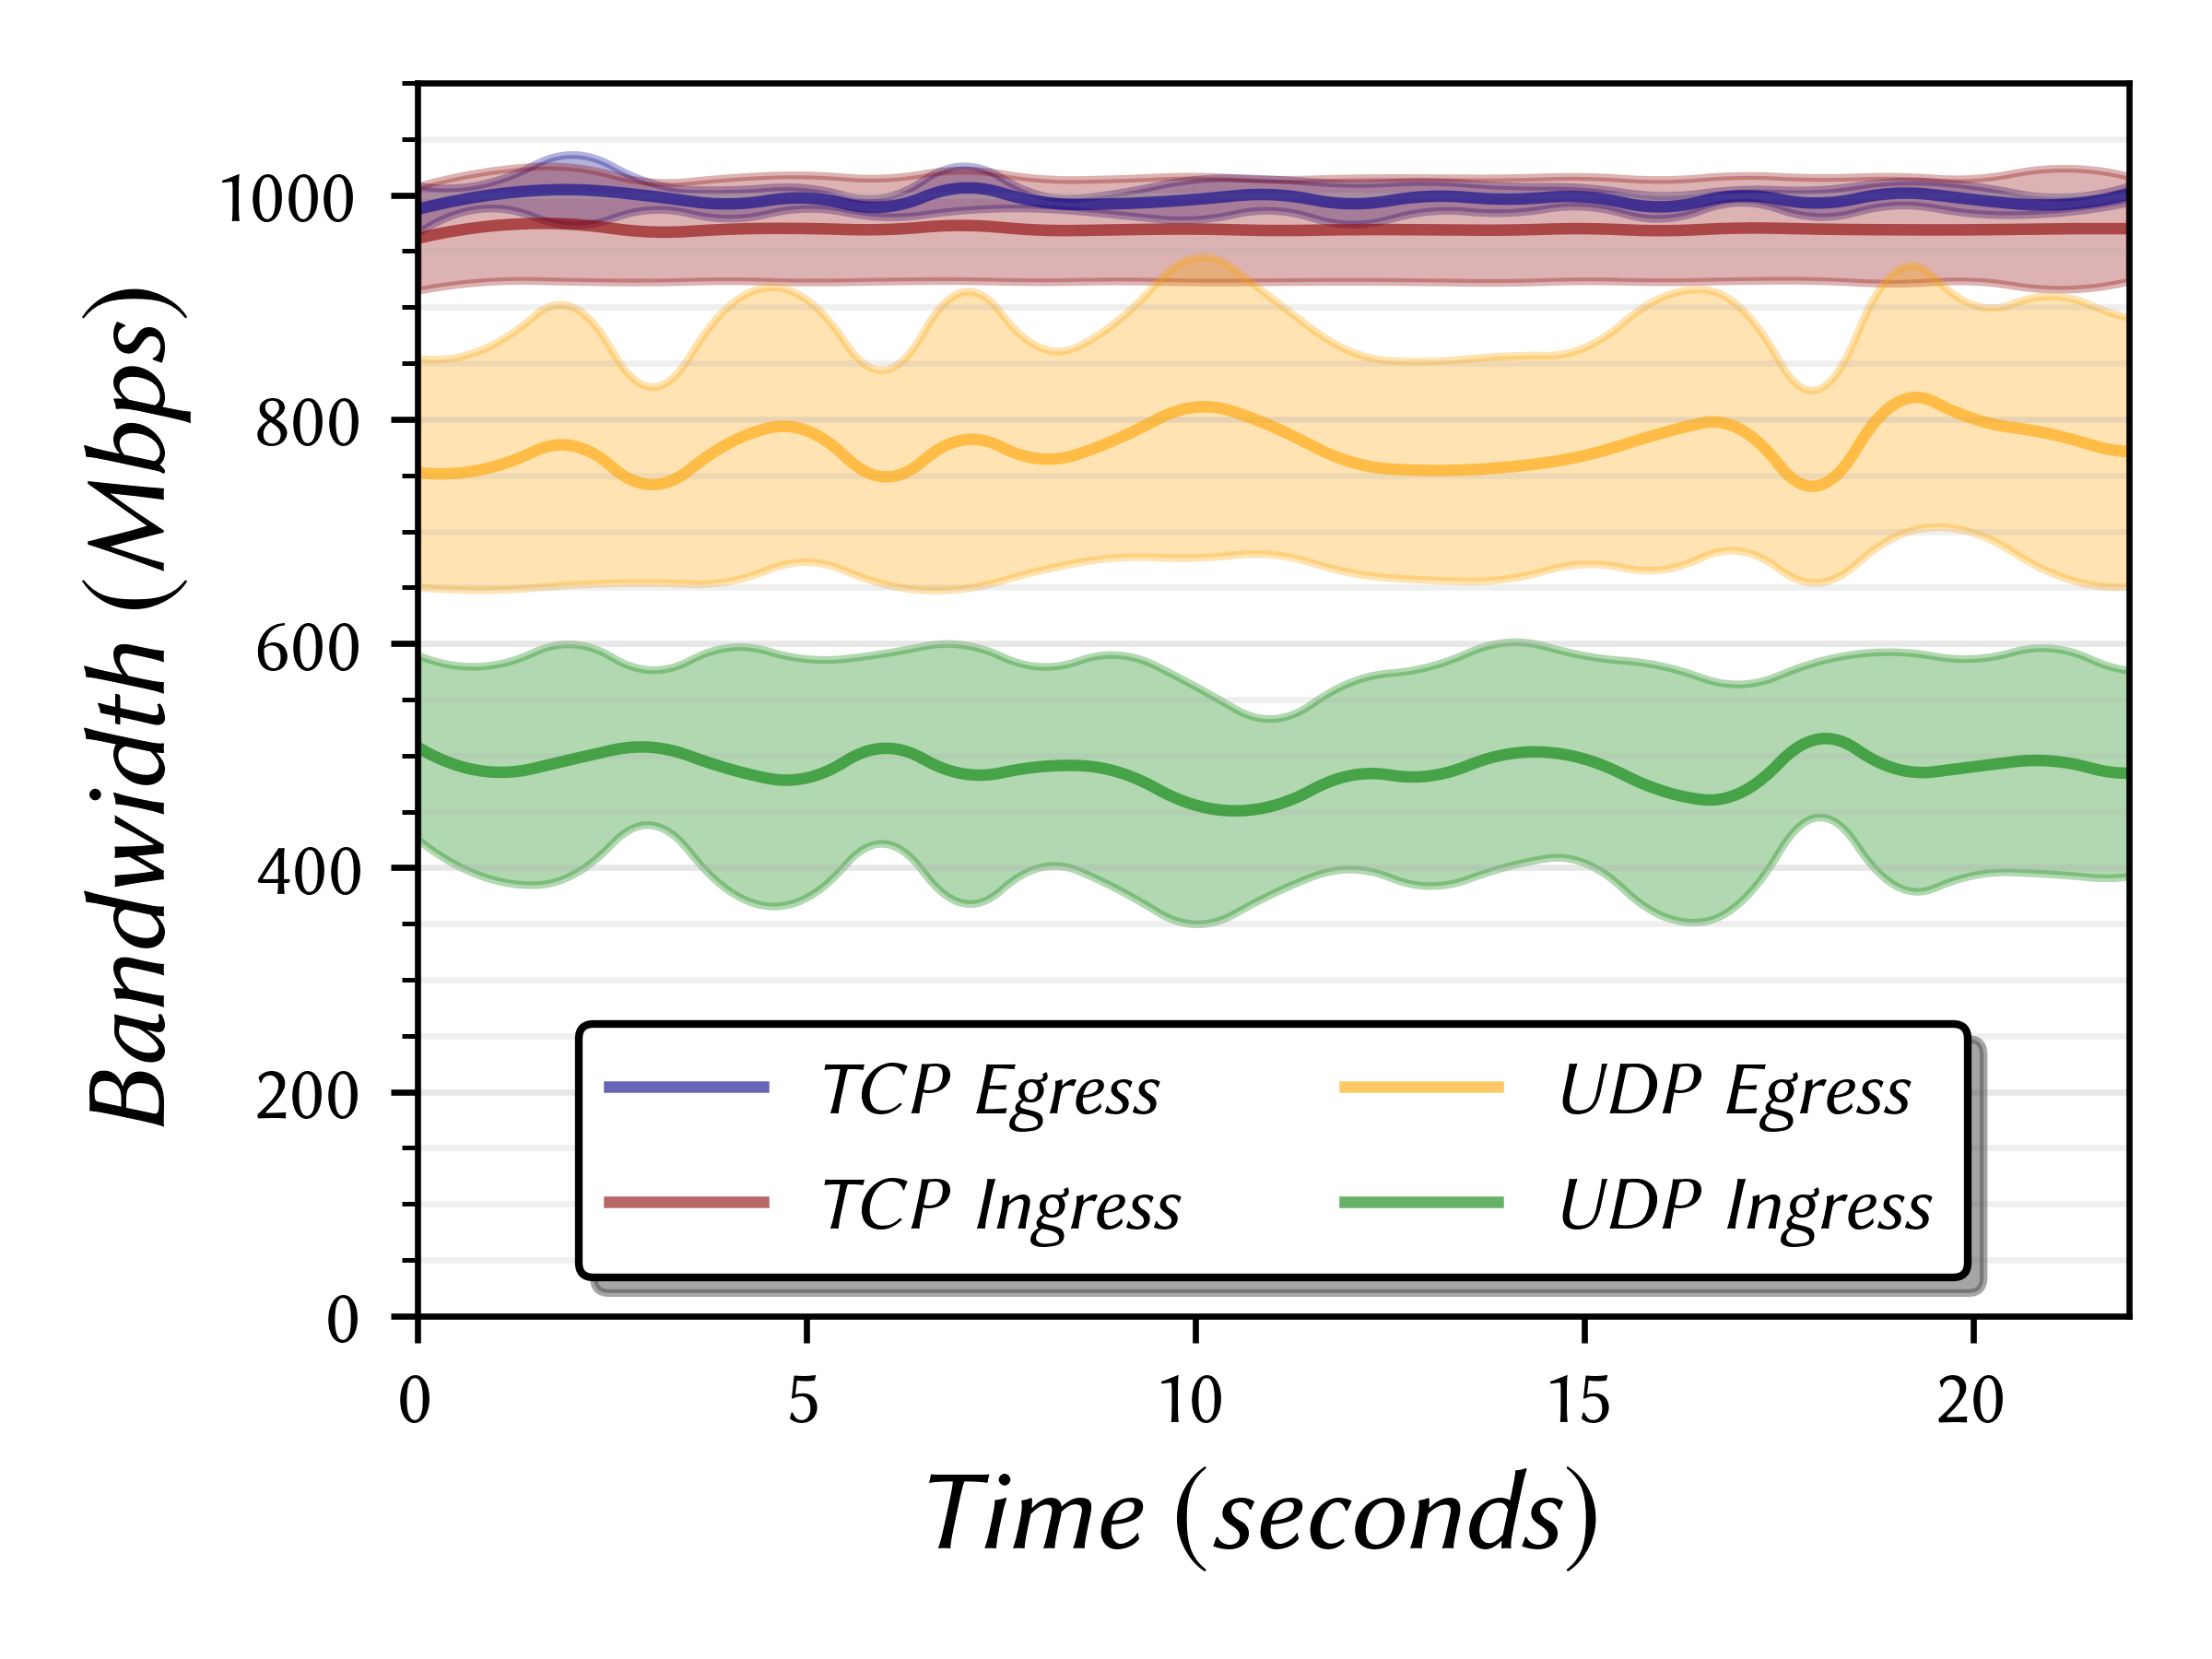 Bandwidth (Mbps)
1000
800
600
400
200
0
TCP Egress
UDP Egress
TCP Ingress
UDP Ingress
0 5 10 15 20
Time (seconds)